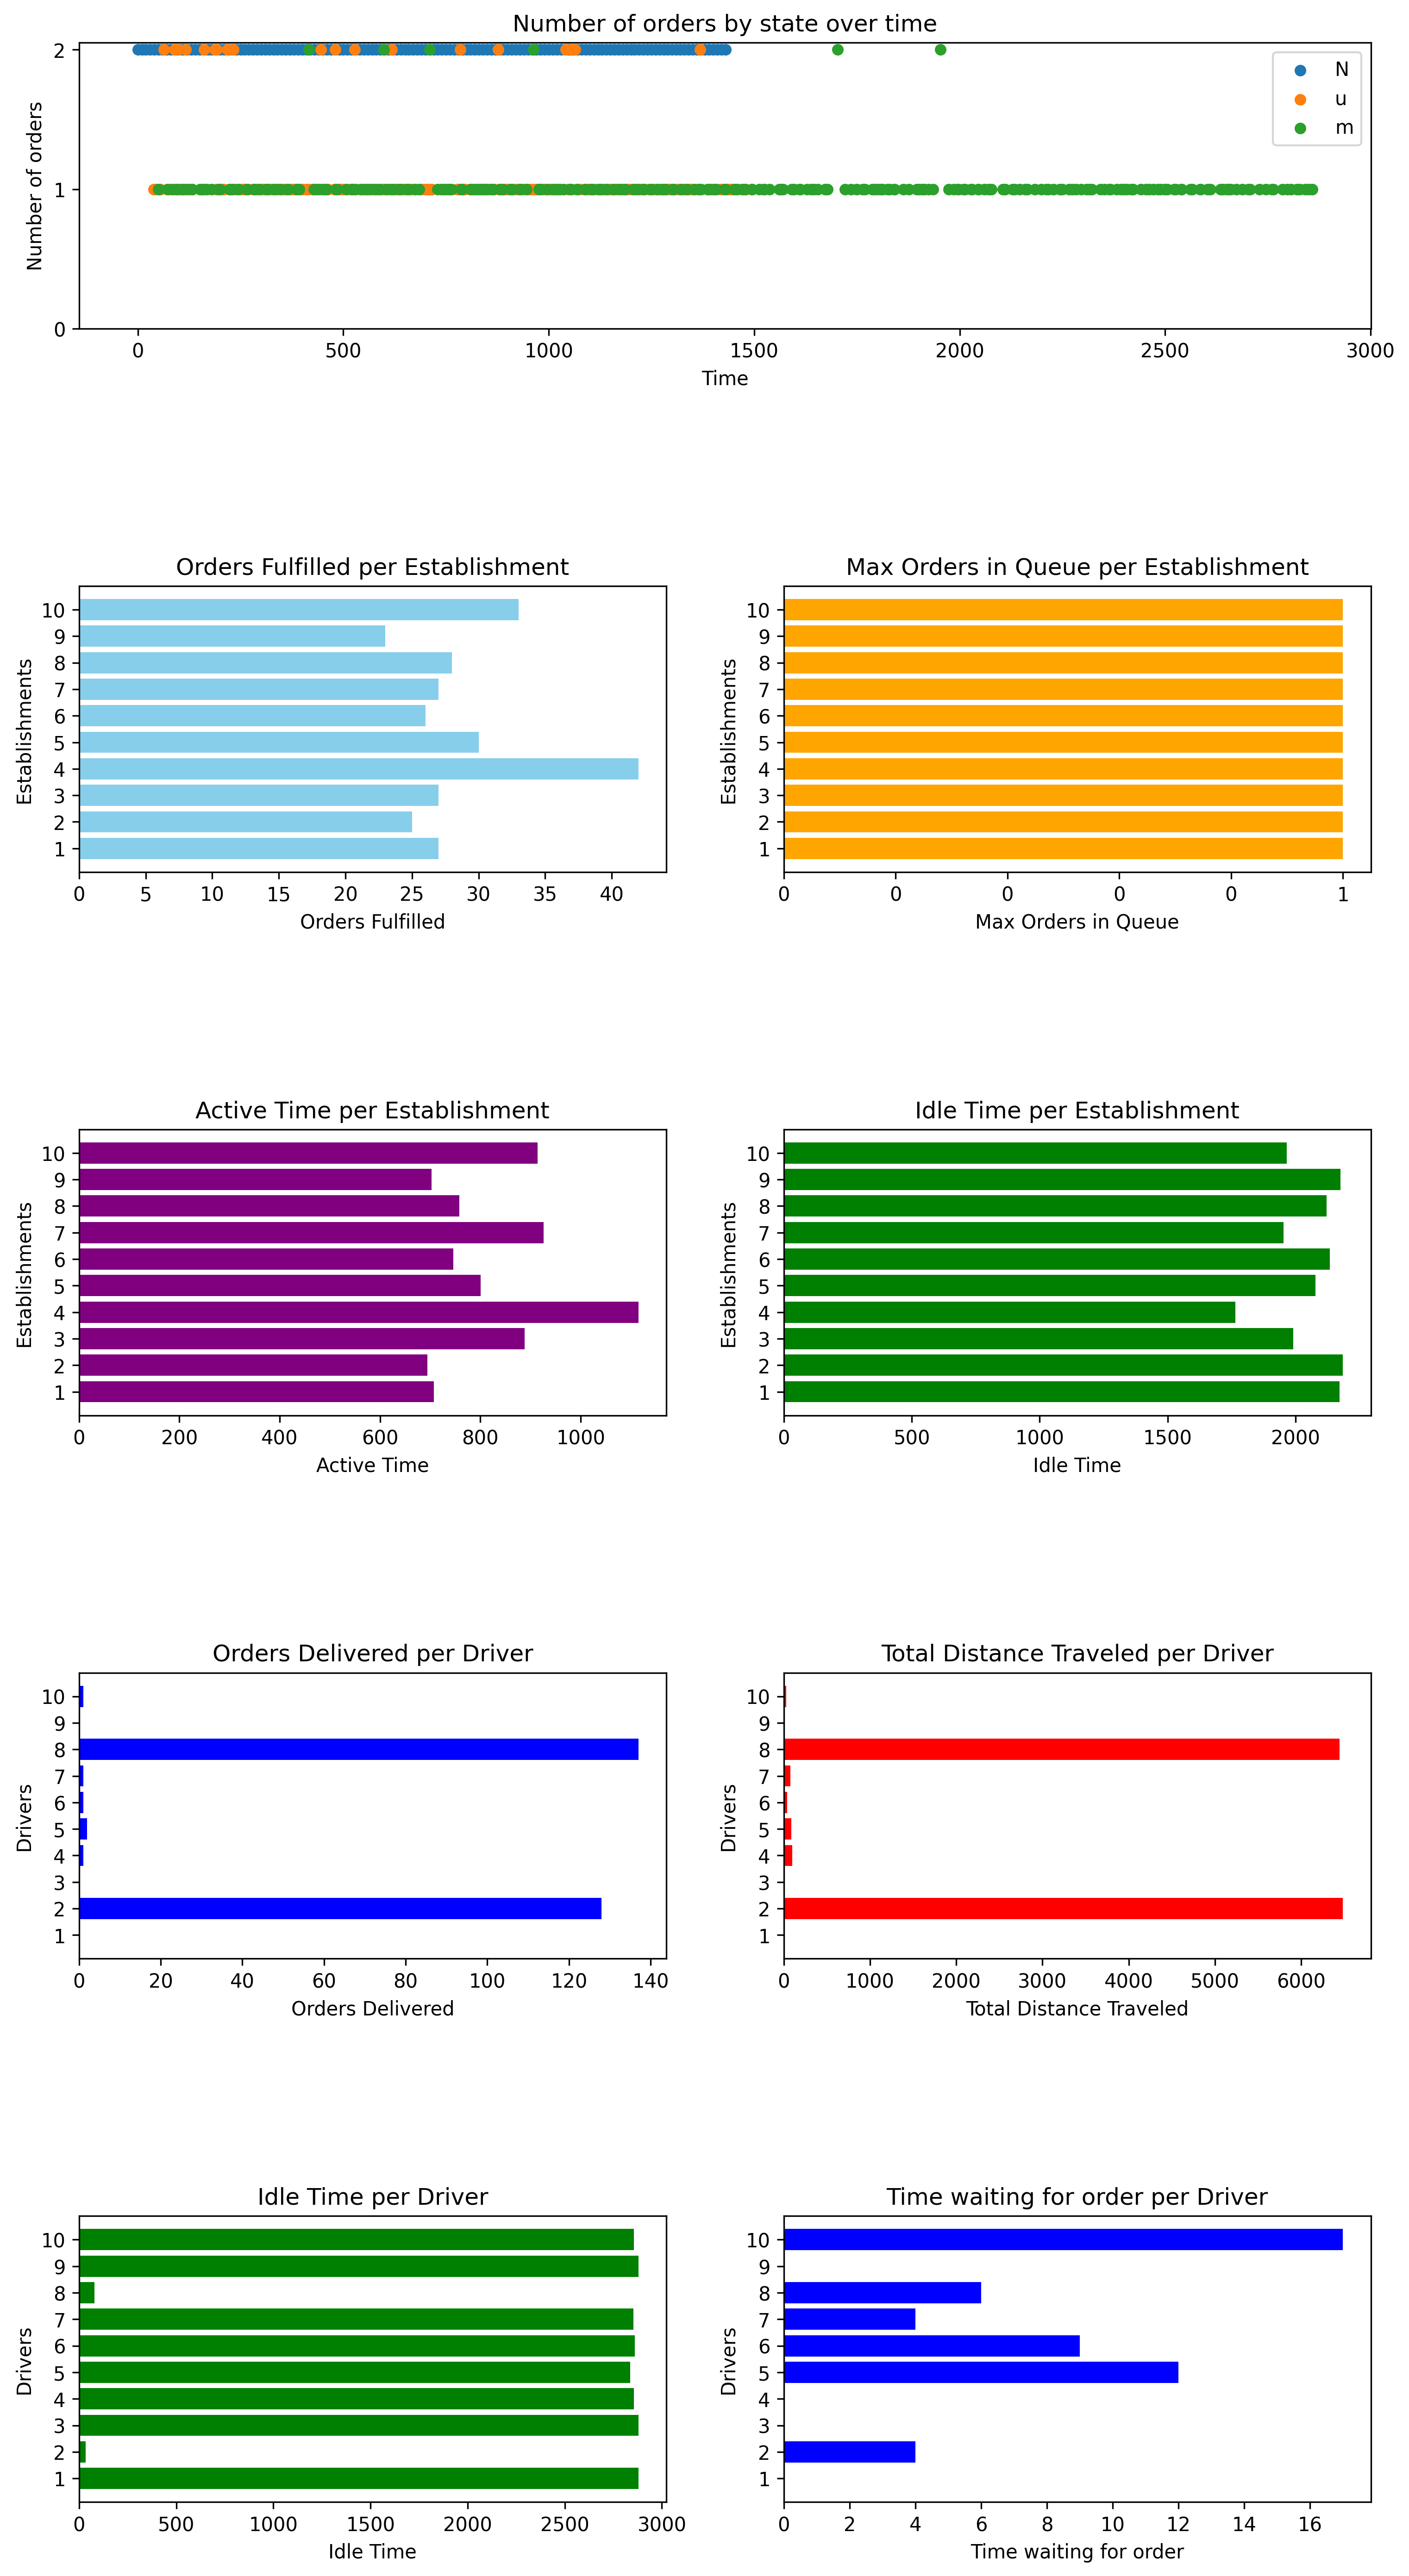 Number of orders by state over time
2
1
0
Number of orders
N
u
m
0 500 1000 1500 2000 2500 3000
Time
Orders Fulfilled per Establishment
10
9
8
7
6
5
4
3
2
1
Establishments
0 5 10 15 20 25 30 35 40
Orders Fulfilled
Max Orders in Queue per Establishment
10
9
8
7
6
5
4
3
2
1
Establishments
0 0 0 0 0 1
Max Orders in Queue
Active Time per Establishment
10
9
8
7
6
5
4
3
2
1
Establishments
0 200 400 600 800 1000
Active Time
Idle Time per Establishment
10
9
8
7
6
5
4
3
2
1
Establishments
0 500 1000 1500 2000
Idle Time
Orders Delivered per Driver
10
9
8
7
6
5
4
3
2
1
Drivers
0 20 40 60 80 100 120 140
Orders Delivered
Total Distance Traveled per Driver
10
9
8
7
6
5
4
3
2
1
Drivers
0 1000 2000 3000 4000 5000 6000
Total Distance Traveled
Idle Time per Driver
10
9
8
7
6
5
4
3
2
1
Drivers
0 500 1000 1500 2000 2500 3000
Idle Time
Time waiting for order per Driver
10
9
8
7
6
5
4
3
2
1
Drivers
0 2 4 6 8 10 12 14 16
Time waiting for order